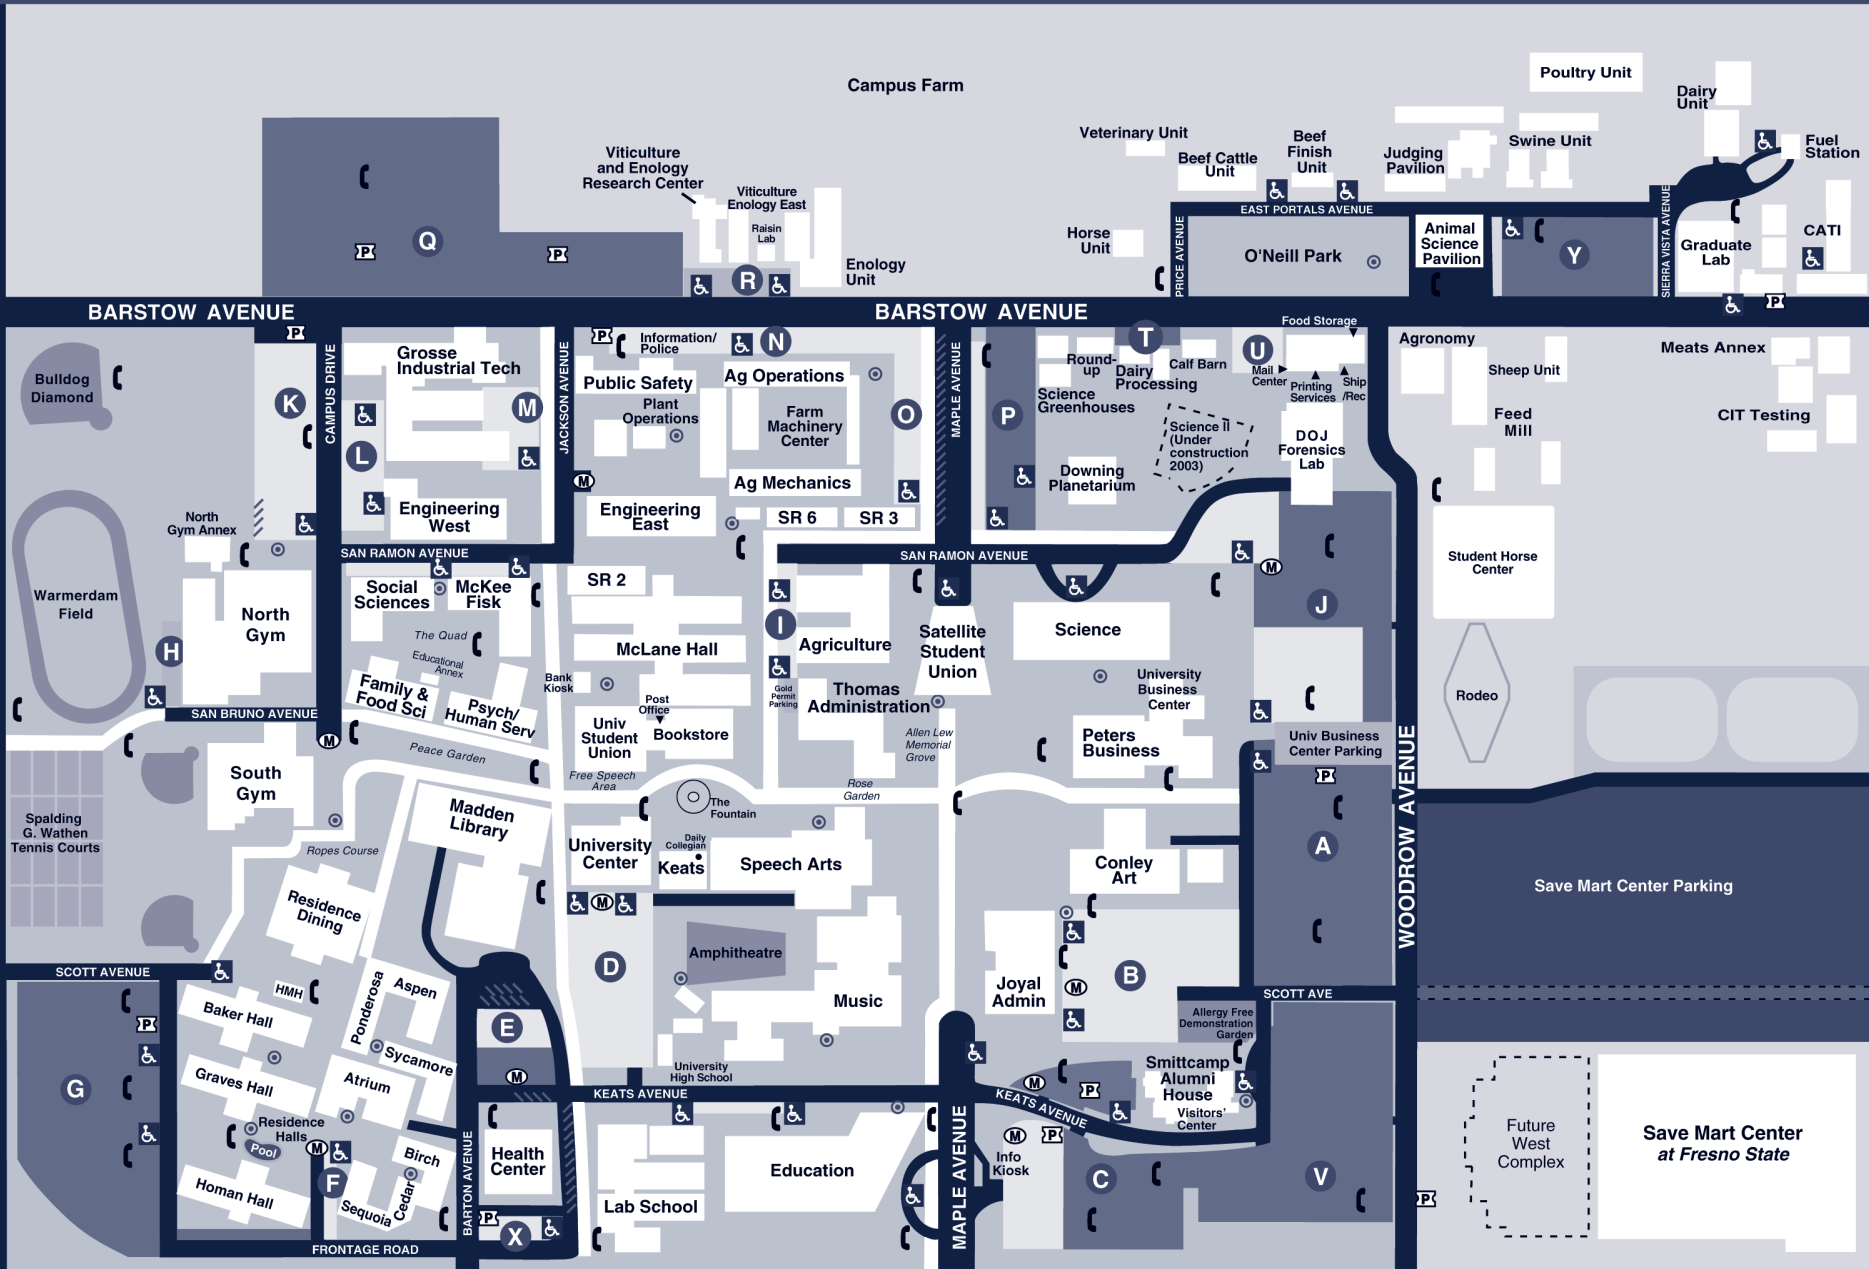 Campus Farm
Poultry Unit
Dairy
Unit
Veterinary Unit
Beef
Finish
Unit
Judging
Pavilion
Swine Unit
Fuel
Station
Beef Cattle
Unit
Viticulture
and Enology
Research Center
Viticulture
Enology East
Raisin
Lab
Enology
Unit
P
Q
P
R
Horse
Unit
PRICE AVENUE
EAST PORTALS AVENUE
O'Neill Park
Animal
Science
Pavilion
Y
SIERRA VISTA AVENUE
Graduate
Lab
CATI
P
BARSTOW AVENUE
BARSTOW AVENUE
Bulldog
Diamond
P
K
CAMPUS DRIVE
Grosse
Industrial Tech
L
M
Engineering
West
JACKSON AVENUE
P
Information/
Police
N
Public Safety
Ag Operations
Plant
Operations
Farm
Machinery
Center
O
M
Ag Mechanics
Engineering
East
SR 6
SR 3
MAPLE AVENUE
P
T
Round-
up
Dairy
Processing
Calf Barn
Science
Greenhouses
U
Food Storage
Mail
Center
Printing
Services
Ship
/Rec
Science II
(Under
construction
2003)
DOJ
Forensics
Lab
Downing
Planetarium
Agronomy
Sheep Unit
Feed
Mill
Meats Annex
CIT Testing
North
Gym Annex
Warmerdam
Field
H
North
Gym
SAN RAMON AVENUE
SAN RAMON AVENUE
Social
Sciences
McKee
Fisk
The Quad
Educational
Annex
Family &
Food Sci
Psych/
Human Serv
SR 2
McLane Hall
Bank
Kiosk
Post
Office
Univ
Student
Union
Bookstore
I
Agriculture
Gold
Permit
Parking
Thomas
Administration
Satellite
Student
Union
Science
University
Business
Center
Peters
Business
Allen Lew
Memorial
Grove
M
J
Student Horse
Center
Rodeo
Univ Business
Center Parking
P
WOODROW AVENUE
SAN BRUNO AVENUE
M
South
Gym
Peace Garden
Free Speech
Area
The
Fountain
Rose
Garden
Spalding
G. Wathen
Tennis Courts
Ropes Course
Madden
Library
University
Center
Daily
Collegian
Keats
Speech Arts
Conley
Art
A
Save Mart Center Parking
Residence
Dining
M
D
Amphitheatre
Music
Joyal
Admin
B
M
SCOTT AVENUE
SCOTT AVE
HMH
Ponderosa
Aspen
Baker Hall
P
G
Graves Hall
Sycamore
Atrium
Residence
Halls
Pool
M
F
Birch
Homan Hall
Sequoia
Cedar
FRONTAGE ROAD
E
M
BARTON AVENUE
Health
Center
P
X
University
High School
KEATS AVENUE
KEATS AVENUE
Lab School
Education
MAPLE AVENUE
Allergy Free
Demonstration
Garden
Smittcamp
Alumni
House
Visitors'
Center
M
P
M
P
Info
Kiosk
C
V
P
Future
West
Complex
Save Mart Center
at Fresno State